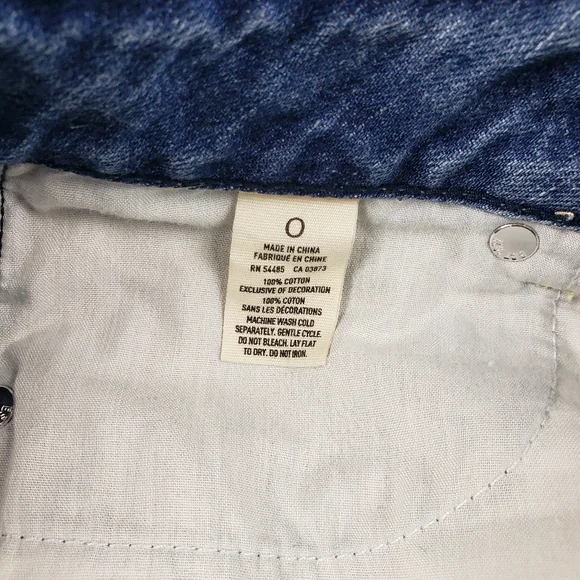 0
MADE IN CHINA
FABRIQUÉ EN CHINE
RN 54485 CA 03873
100% COTTON
EXCLUSIVE OF DECORATION
100% COTON
SANS LES DÉCORATIONS
MACHINE WASH COLD
SEPARATELY. GENTLE CYCLE.
DO NOT BLEACH. LAY FLAT
TO DRY. DO NOT IRON.